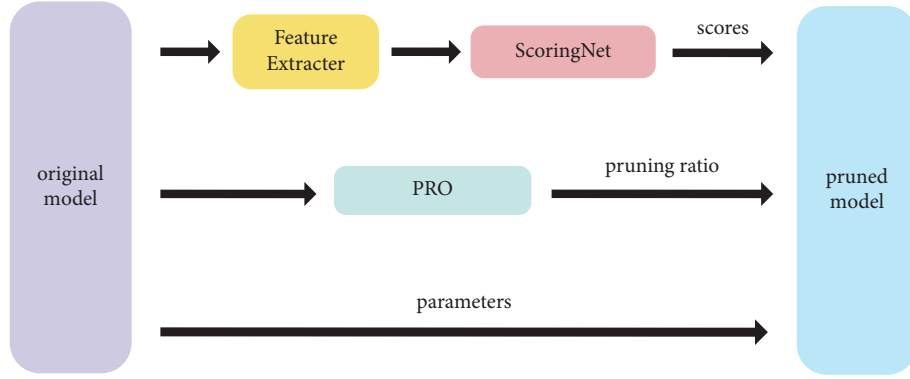 original
model
Feature
Extracter
ScoringNet
scores
PRO
pruning ratio
parameters
pruned
model